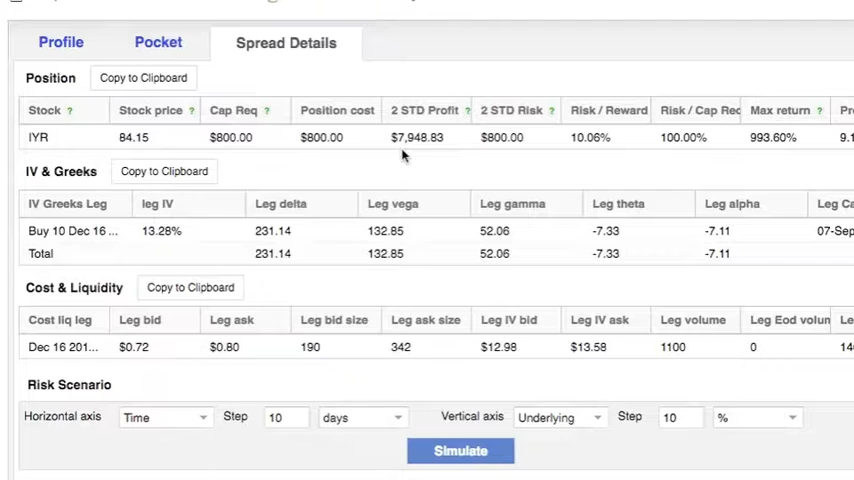 Profile Pocket Spread Details
Position Copy to Clipboard
Stock ? Stock price ? Cap Req ? Position cost 2 STD Profit ? 2 STD Risk ? Risk / Reward Risk / Cap Req Max return ?
IYR 84.15 $800.00 $800.00 $7,948.83 $800.00 10.06% 100.00% 993.60% 9.1
IV & Greeks Copy to Clipboard
IV Greeks Leg leg IV Leg delta Leg vega Leg gamma Leg theta Leg alpha Leg
Buy 10 Dec 16 ... 13.28% 231.14 132.85 52.06 -7.33 -7.11 07-Sep
Total 231.14 132.85 52.06 -7.33 -7.11
Cost & Liquidity Copy to Clipboard
Cost liq leg Leg bid Leg ask Leg bid size Leg ask size Leg IV bid Leg IV ask Leg volume Leg Eod volun
Dec 16 201... $0.72 $0.80 190 342 $12.98 $13.58 1100 0
Risk Scenario
Horizontal axis Time Step 10 days Vertical axis Underlying Step 10 %
Simulate